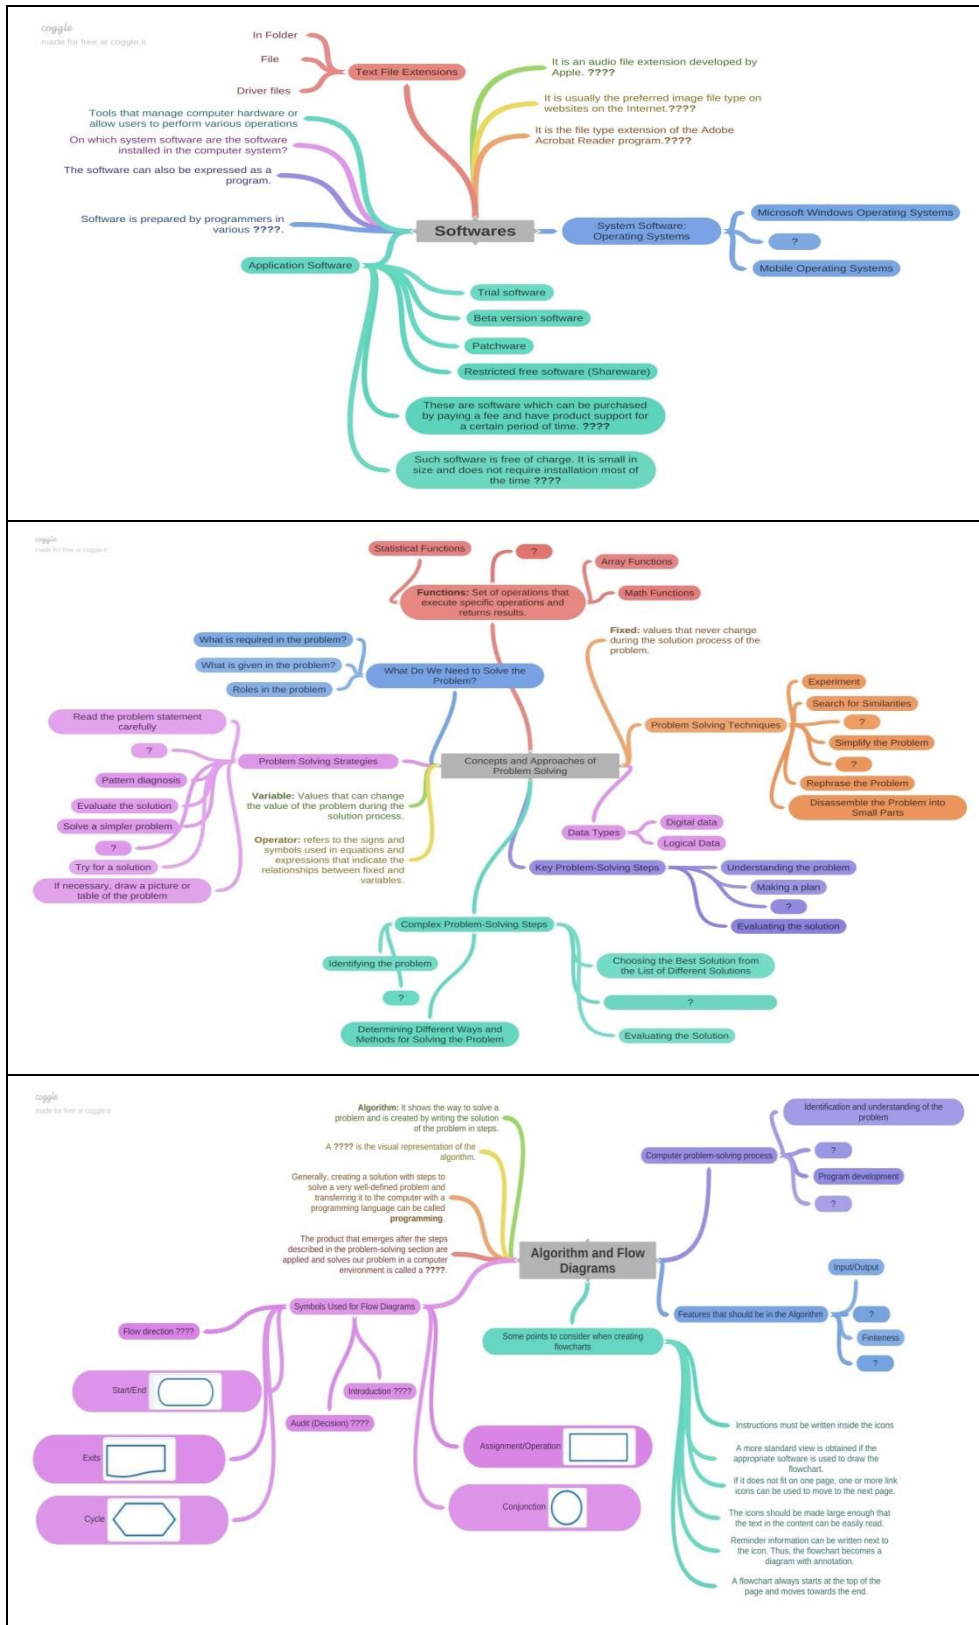 coggle
made for free at coggle.it
In Folder
File
Driver files
Text File Extensions
It is an audio file extension developed by
Apple. ????
It is usually the preferred image file type on
websites on the Internet.????
It is the file type extension of the Adobe
Acrobat Reader program.????
Tools that manage computer hardware or
allow users to perform various operations
On which system software are the software
installed in the computer system?
The software can also be expressed as a
program.
Software is prepared by programmers in
various ????.
Softwares
System Software:
Operating Systems
Microsoft Windows Operating Systems
?
Mobile Operating Systems
Application Software
Trial software
Beta version software
Patchware
Restricted free software (Shareware)
These are software which can be purchased
by paying a fee and have product support for
a certain period of time. ????
Such software is free of charge. It is small in
size and does not require installation most of
the time ????
coggle
made for free at coggle.it
Statistical Functions
?
Array Functions
Math Functions
Functions: Set of operations that
execute specific operations and
returns results.
What is required in the problem?
What is given in the problem?
Roles in the problem
What Do We Need to Solve the
Problem?
Fixed: values that never change
during the solution process of the
problem.
Problem Solving Techniques
Experiment
Search for Similarities
?
Simplify the Problem
?
Rephrase the Problem
Disassemble the Problem into
Small Parts
Read the problem statement
carefully
?
Pattern diagnosis
Evaluate the solution
Solve a simpler problem
?
Try for a solution
If necessary, draw a picture or
table of the problem
Problem Solving Strategies
Concepts and Approaches of
Problem Solving
Variable: Values that can change
the value of the problem during the
solution process.
Operator: refers to the signs and
symbols used in equations and
expressions that indicate the
relationships between fixed and
variables.
Data Types
Digital data
Logical Data
Key Problem-Solving Steps
Understanding the problem
Making a plan
?
Evaluating the solution
Complex Problem-Solving Steps
Identifying the problem
?
Determining Different Ways and
Methods for Solving the Problem
Choosing the Best Solution from
the List of Different Solutions
?
Evaluating the Solution
coggle
made for free at coggle.it
Algorithm: It shows the way to solve a
problem and is created by writing the solution
of the problem in steps.
A ???? is the visual representation of the
algorithm.
Generally, creating a solution with steps to
solve a very well-defined problem and
transferring it to the computer with a
programming language can be called
programming.
The product that emerges after the steps
described in the problem-solving section are
applied and solves our problem in a computer
environment is called a ????.
Algorithm and Flow
Diagrams
Computer problem-solving process
Identification and understanding of the
problem
?
Program development
?
Features that should be in the Algorithm
Input/Output
?
Finiteness
?
Symbols Used for Flow Diagrams
Flow direction ????
Start/End
Exits
Cycle
Introduction ????
Audit (Decision) ????
Assignment/Operation
Conjunction
Some points to consider when creating
flowcharts
Instructions must be written inside the icons
A more standard view is obtained if the
appropriate software is used to draw the
flowchart.
If it does not fit on one page, one or more link
icons can be used to move to the next page.
The icons should be made large enough that
the text in the content can be easily read.
Reminder information can be written next to
the icon. Thus, the flowchart becomes a
diagram with annotation.
A flowchart always starts at the top of the
page and moves towards the end.